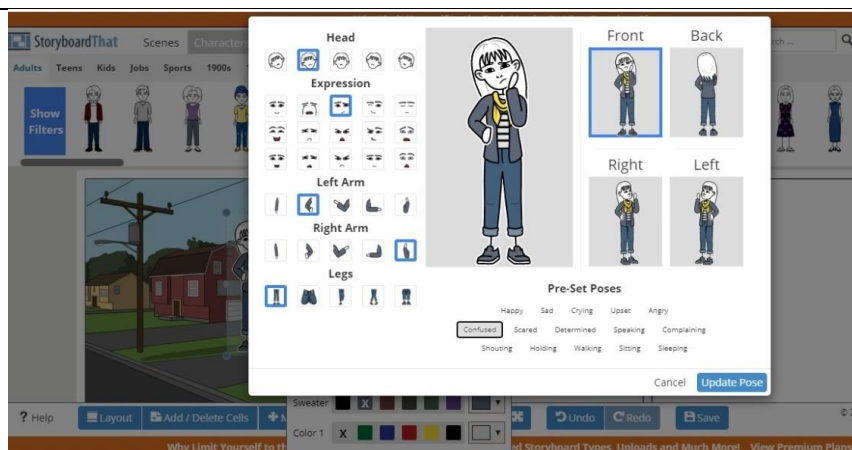 StoryboardThat
Scenes
Characters
Adults Teens Kids Jobs Sports 1900s
Show
Filters
Head
Expression
Left Arm
Right Arm
Legs
Front Back
Right Left
Pre-Set Poses
Happy Sad Crying Upset Angry
Confused Scared Determined Speaking Complaining
Shouting Holding Walking Sitting Sleeping
Cancel Update Pose
Sweater X
Color 1 X
? Help Layout Add / Delete Cells Undo Redo Save
Why Limit Yourself to th
ed Storyboard Types, Uploads and Much More! View Premium Plans